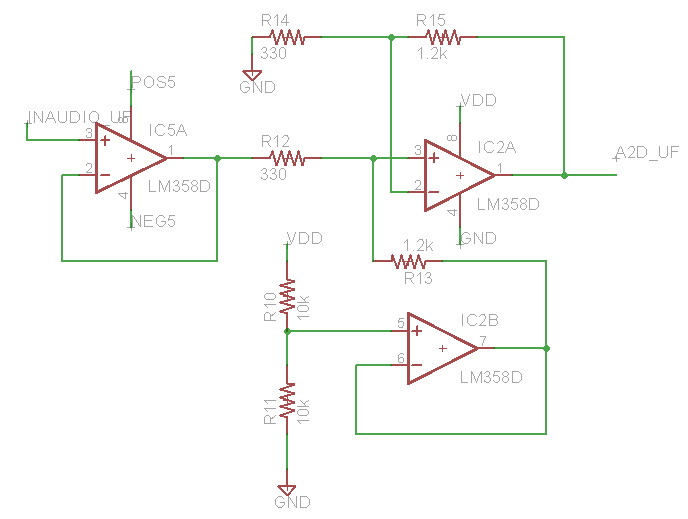 R14
330
GND
R15
1.2k
POS5
INAUDIO_UF
8
3
2
1
4
IC5A
LM358D
NEG5
R12
330
VDD
8
3
2
1
4
IC2A
LM358D
GND
A2D_UF
1.2k
R13
VDD
R10
10k
R11
10k
GND
5
6
7
IC2B
LM358D